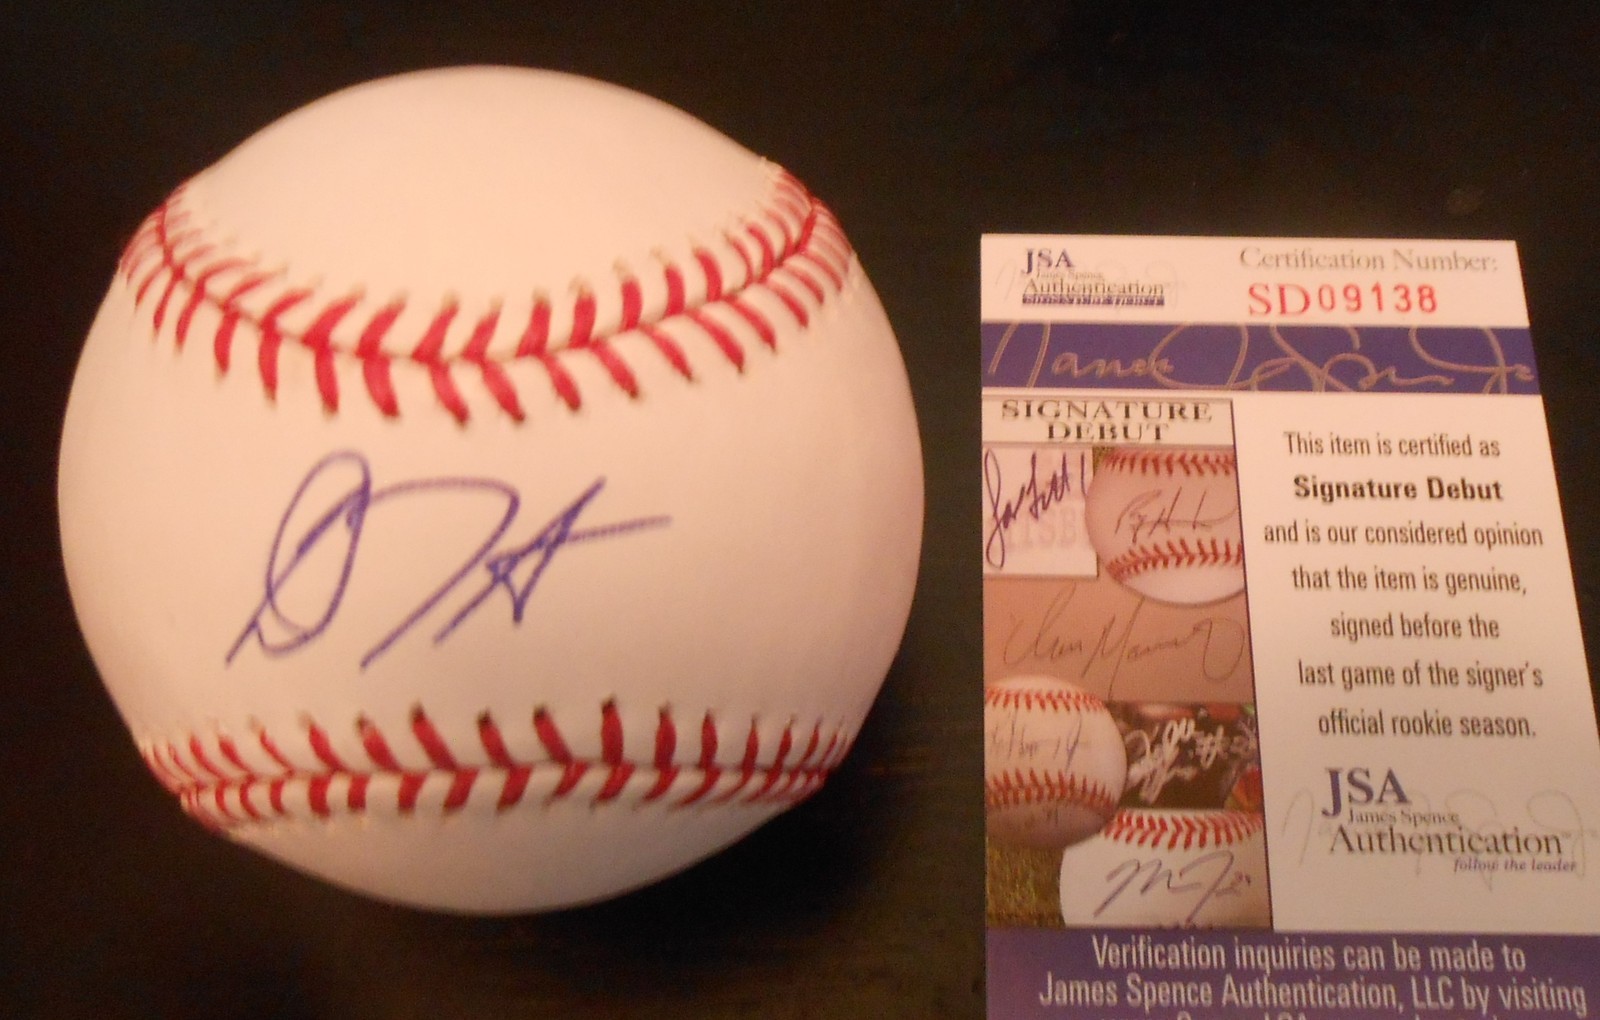 JSA
James Spence
Authentication
SIGNATURE DEBUT
Certification Number:
SD09138
SIGNATURE
DEBUT
This item is certified as
Signature Debut
and is our considered opinion
that the item is genuine,
signed before the
last game of the signer's
official rookie season.
JSA
James Spence
Authentication
follow the leader
Verification inquiries can be made to
James Spence Authentication, LLC by visiting